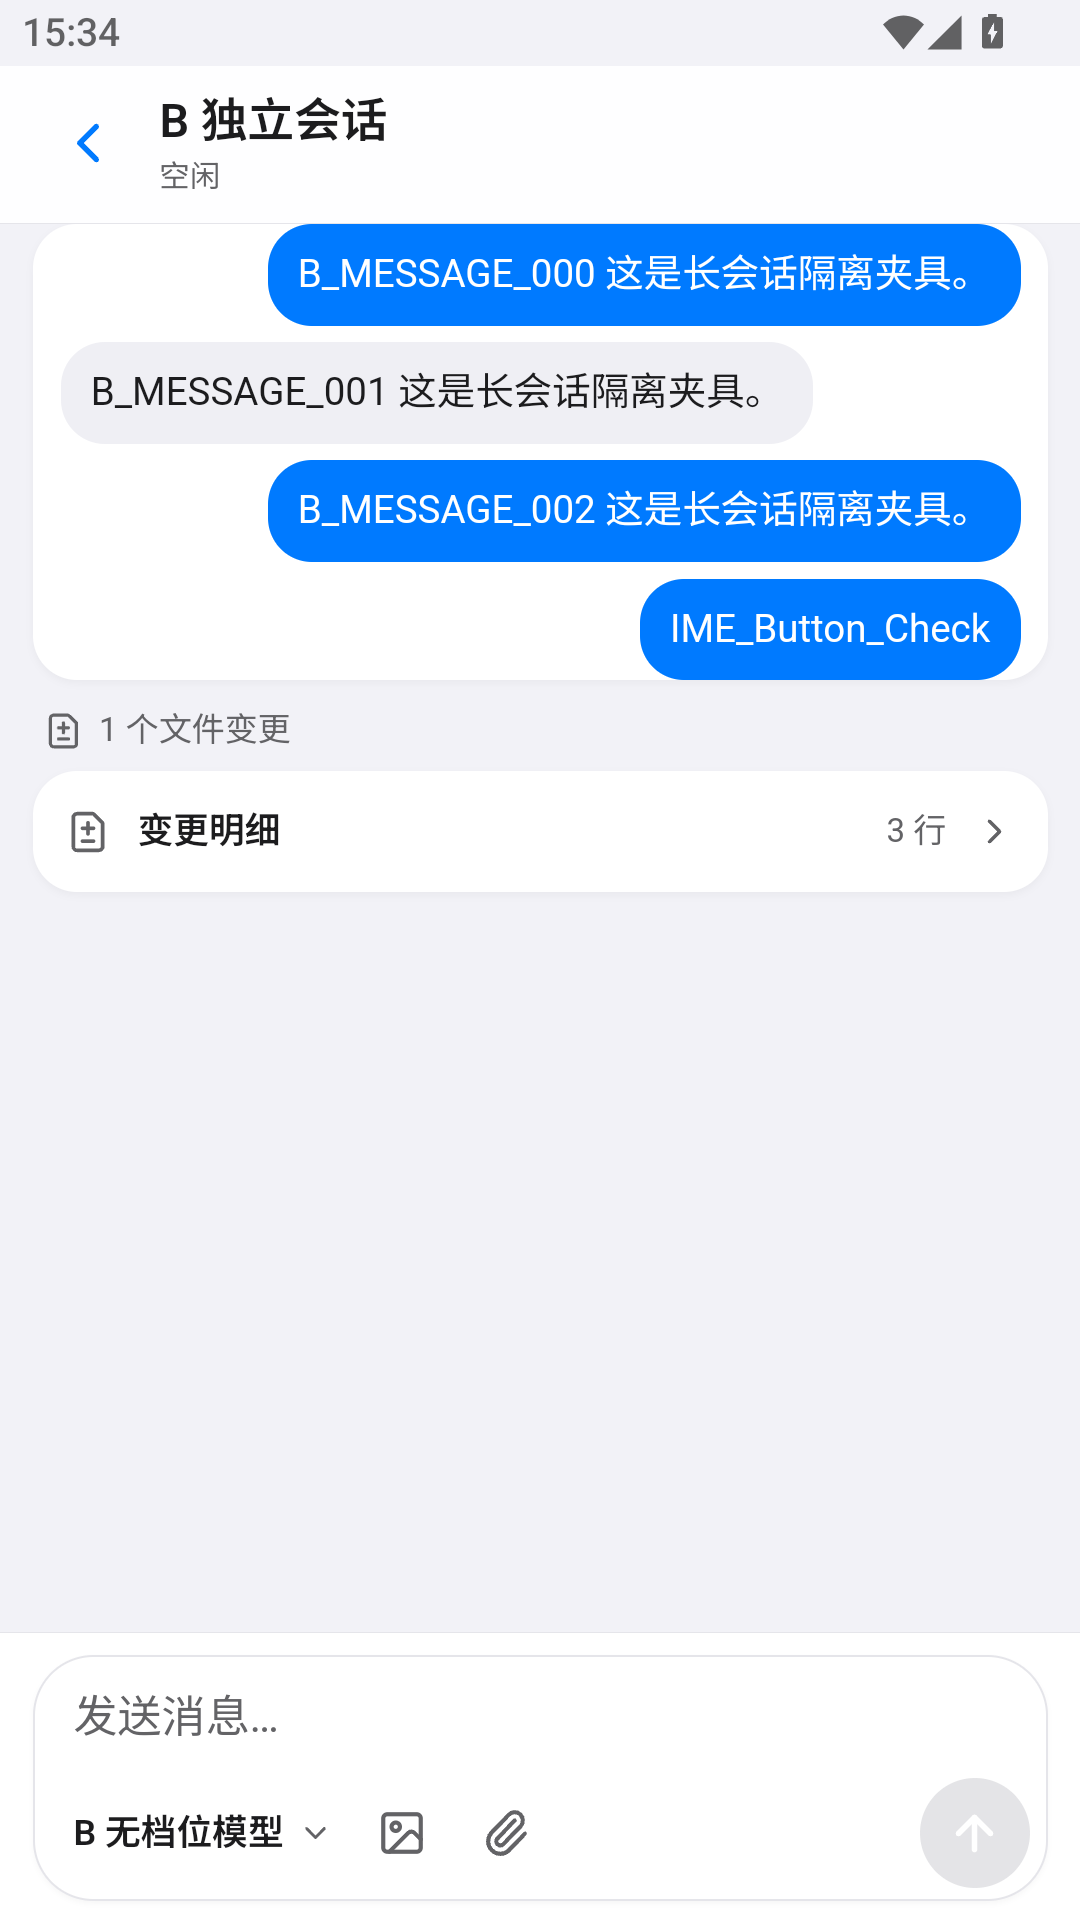 15:34
B 独立会话
空闲
B_MESSAGE_000 这是长会话隔离夹具。
B_MESSAGE_001 这是长会话隔离夹具。
B_MESSAGE_002 这是长会话隔离夹具。
IME_Button_Check
1 个文件变更
变更明细 3 行
发送消息…
B 无档位模型